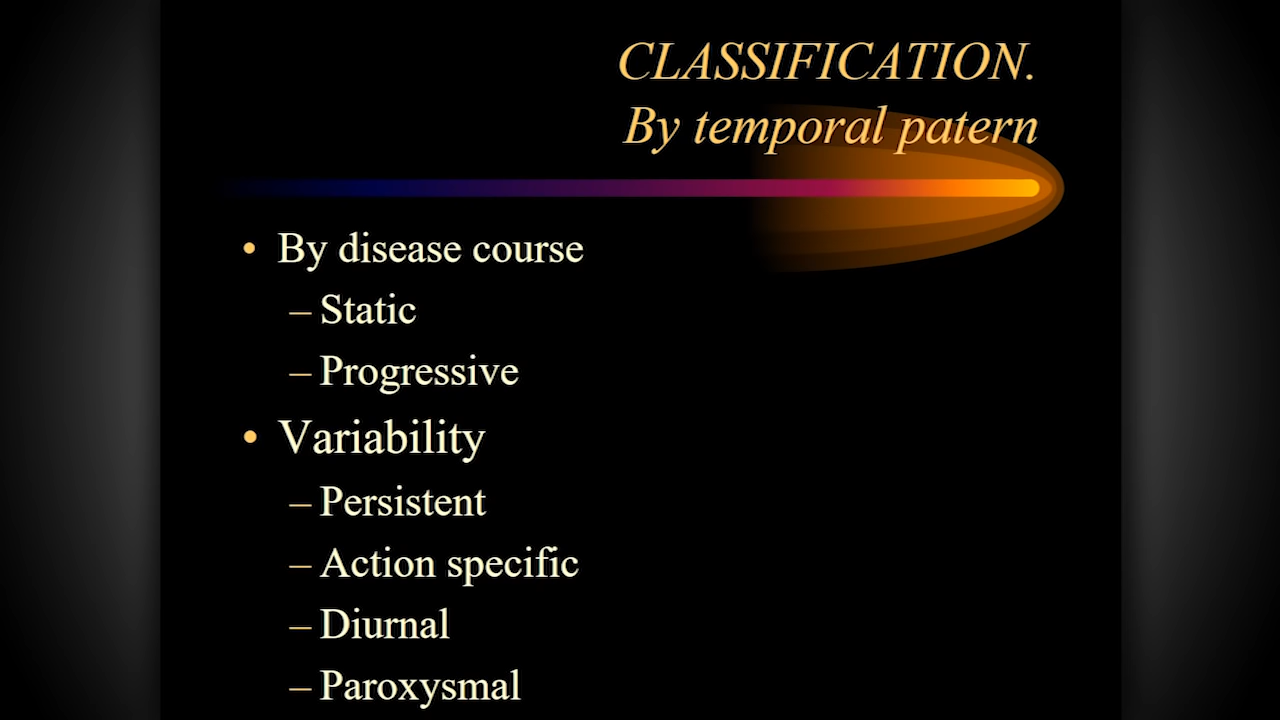 CLASSIFICATION.
By temporal patern
• By disease course
– Static
– Progressive
• Variability
– Persistent
– Action specific
– Diurnal
– Paroxysmal